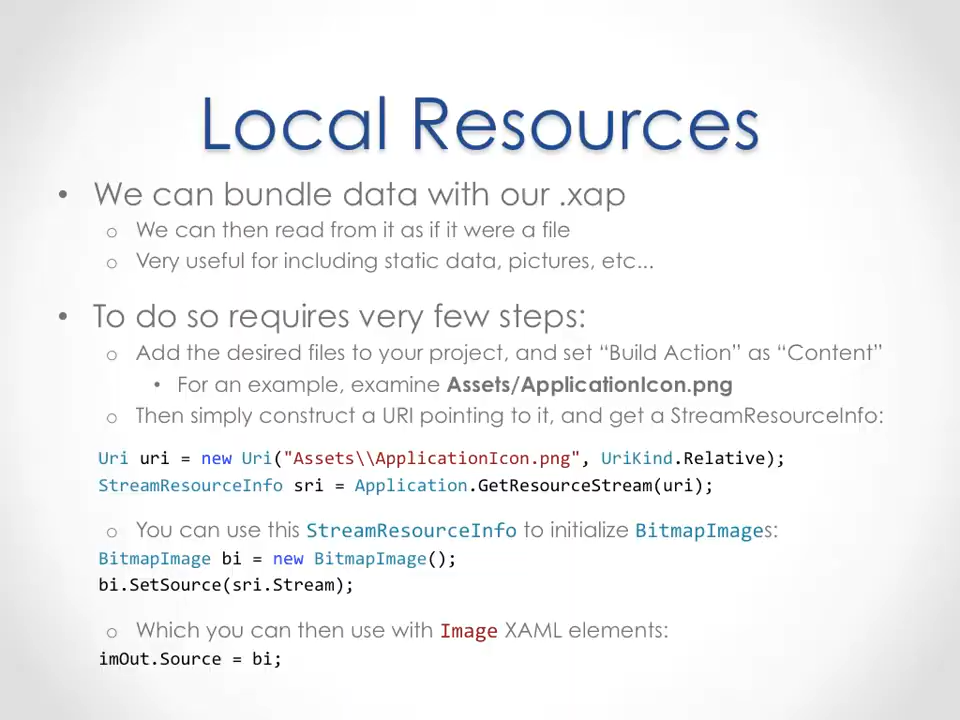 Local Resources
• We can bundle data with our .xap
o We can then read from it as if it were a file
o Very useful for including static data, pictures, etc...
• To do so requires very few steps:
o Add the desired files to your project, and set “Build Action” as “Content”
• For an example, examine Assets/ApplicationIcon.png
o Then simply construct a URI pointing to it, and get a StreamResourceInfo:
Uri uri = new Uri("Assets\\ApplicationIcon.png", UriKind.Relative);
StreamResourceInfo sri = Application.GetResourceStream(uri);
o You can use this StreamResourceInfo to initialize BitmapImages:
BitmapImage bi = new BitmapImage();
bi.SetSource(sri.Stream);
o Which you can then use with Image XAML elements:
imOut.Source = bi;